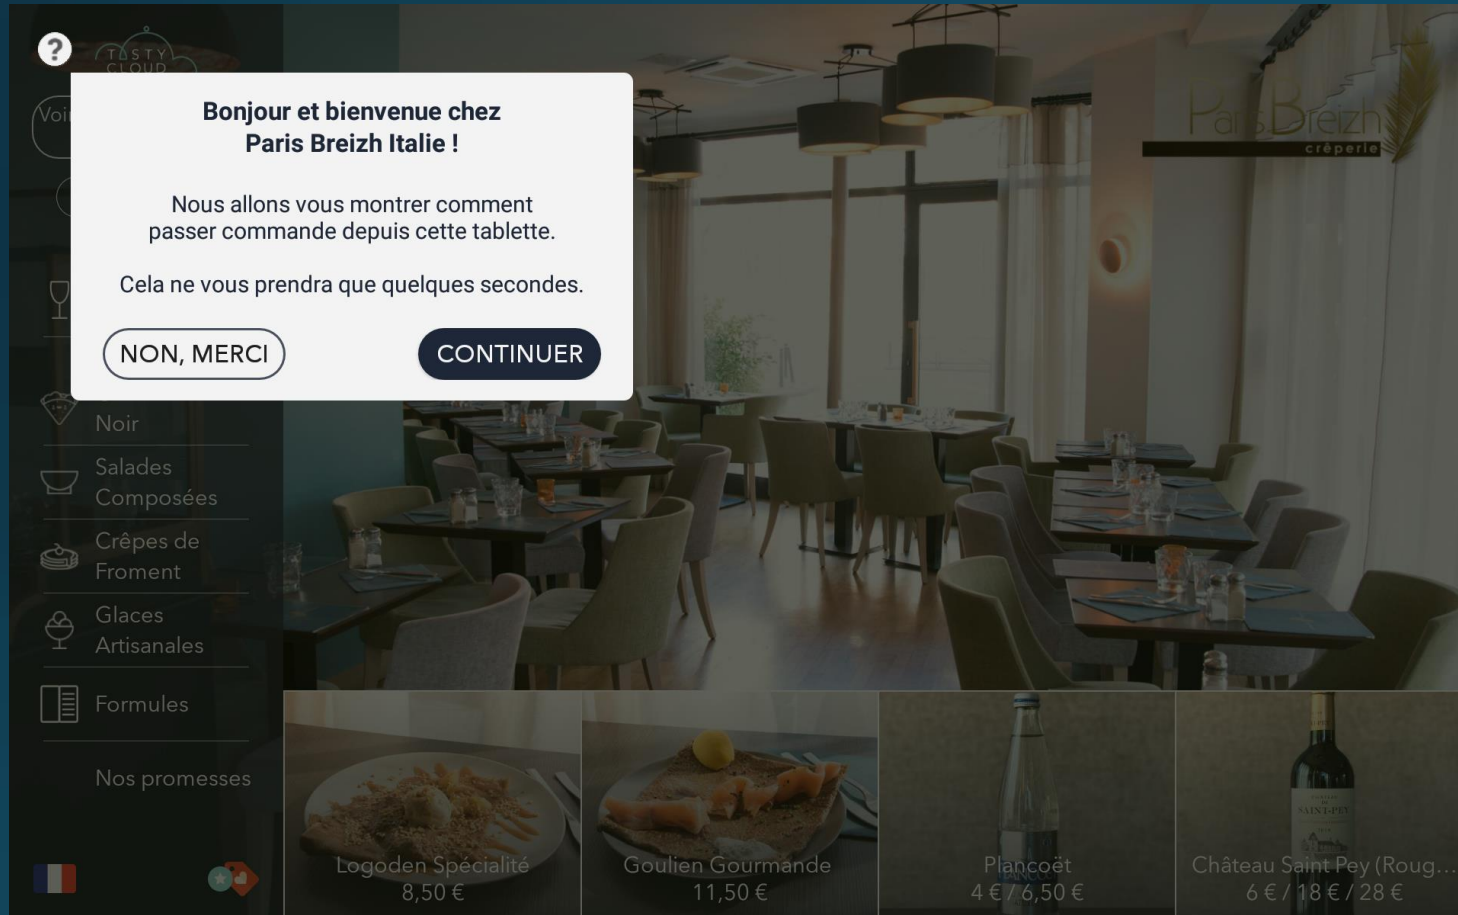 ?
TASTY
CLOUD
Voir
Bonjour et bienvenue chez
Paris Breizh Italie !
Nous allons vous montrer comment
passer commande depuis cette tablette.
Cela ne vous prendra que quelques secondes.
NON, MERCI
CONTINUER
Paris Breizh
crêperie
Noir
Salades
Composées
Crêpes de
Froment
Glaces
Artisanales
Formules
Nos promesses
Logoden Spécialité
8,50 €
Goulien Gourmande
11,50 €
Plancoët
4 € / 6,50 €
SAINT-PEY
Château Saint Pey (Roug...
6 € / 18 € / 28 €